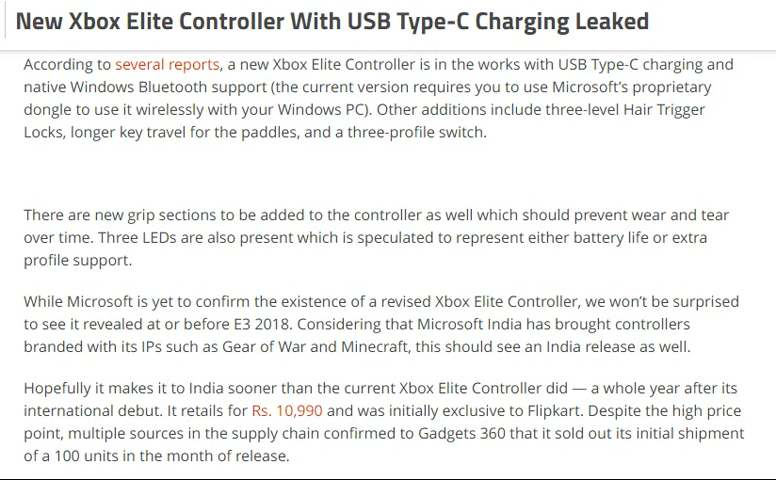 New Xbox Elite Controller With USB Type-C Charging Leaked
According to several reports, a new Xbox Elite Controller is in the works with USB Type-C charging and
native Windows Bluetooth support (the current version requires you to use Microsoft's proprietary
dongle to use it wirelessly with your Windows PC). Other additions include three-level Hair Trigger
Locks, longer key travel for the paddles, and a three-profile switch.
There are new grip sections to be added to the controller as well which should prevent wear and tear
over time. Three LEDs are also present which is speculated to represent either battery life or extra
profile support.
While Microsoft is yet to confirm the existence of a revised Xbox Elite Controller, we won't be surprised
to see it revealed at or before E3 2018. Considering that Microsoft India has brought controllers
branded with its IPs such as Gear of War and Minecraft, this should see an India release as well.
Hopefully it makes it to India sooner than the current Xbox Elite Controller did — a whole year after its
international debut. It retails for Rs. 10,990 and was initially exclusive to Flipkart. Despite the high price
point, multiple sources in the supply chain confirmed to Gadgets 360 that it sold out its initial shipment
of a 100 units in the month of release.